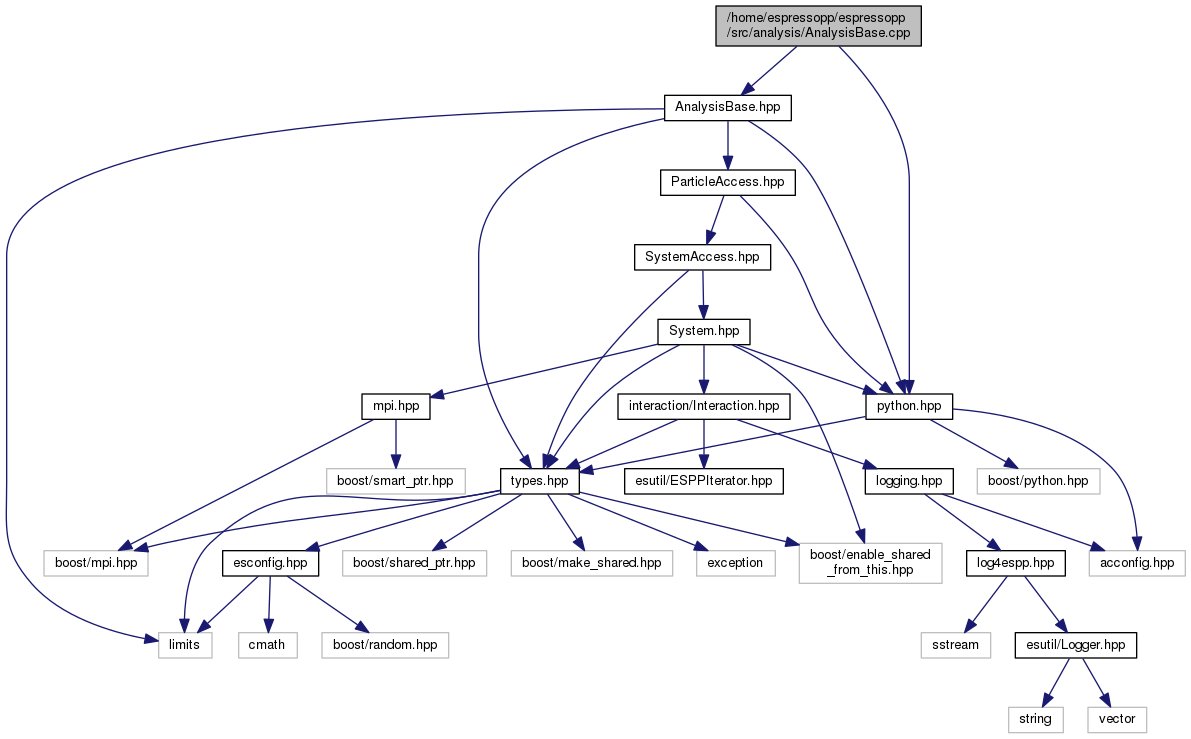 /home/espressopp/espressopp
/src/analysis/AnalysisBase.cpp
AnalysisBase.hpp
ParticleAccess.hpp
SystemAccess.hpp
System.hpp
mpi.hpp
interaction/Interaction.hpp
python.hpp
boost/smart_ptr.hpp
types.hpp
esutil/ESPPIterator.hpp
logging.hpp
boost/python.hpp
boost/mpi.hpp
esconfig.hpp
boost/shared_ptr.hpp
boost/make_shared.hpp
exception
boost/enable_shared
_from_this.hpp
log4espp.hpp
acconfig.hpp
limits
cmath
boost/random.hpp
sstream
esutil/Logger.hpp
string
vector